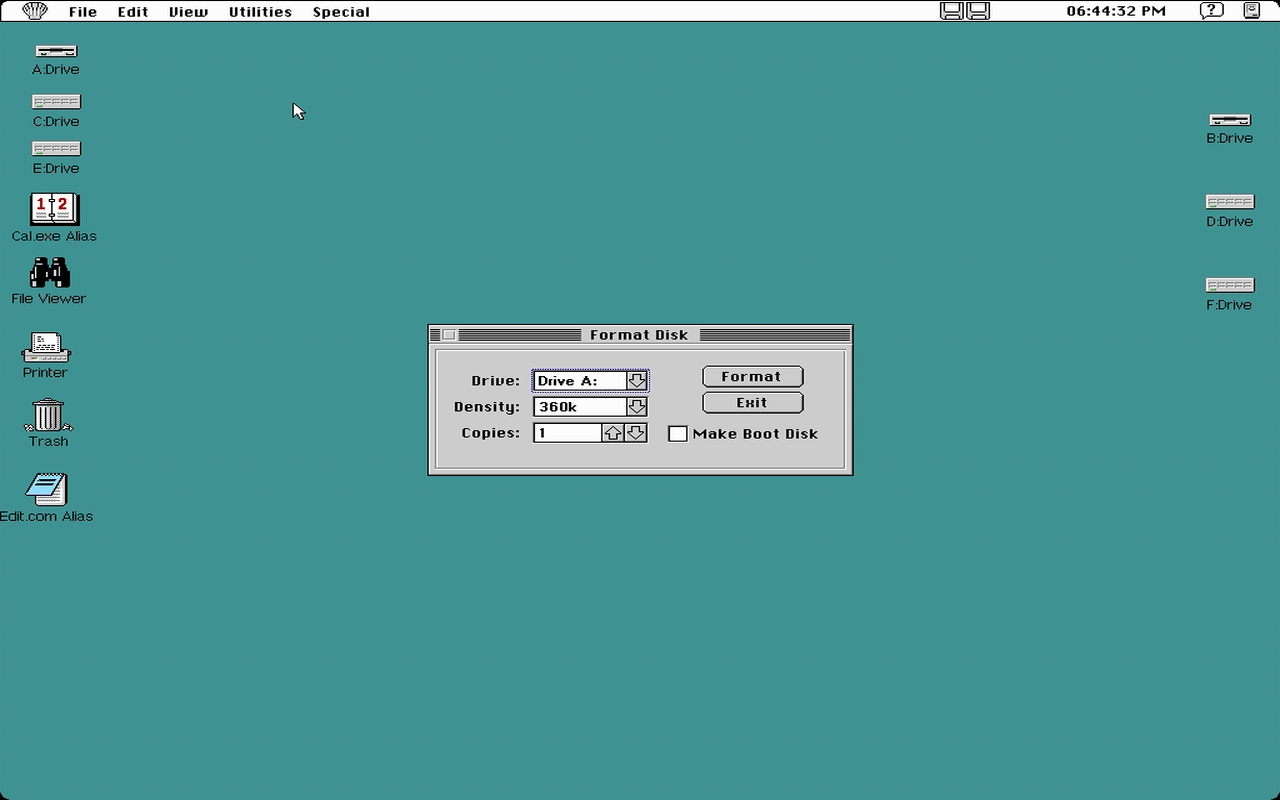 File Edit View Utilities Special 06:44:32 PM ?
A:Drive
C:Drive
B:Drive
E:Drive
1 2
D:Drive
Cal.exe Alias
File Viewer
F:Drive
Format Disk
Printer
Drive: Drive A: Format
Density: 360k Exit
Copies: 1 Make Boot Disk
Trash
Edit.com Alias